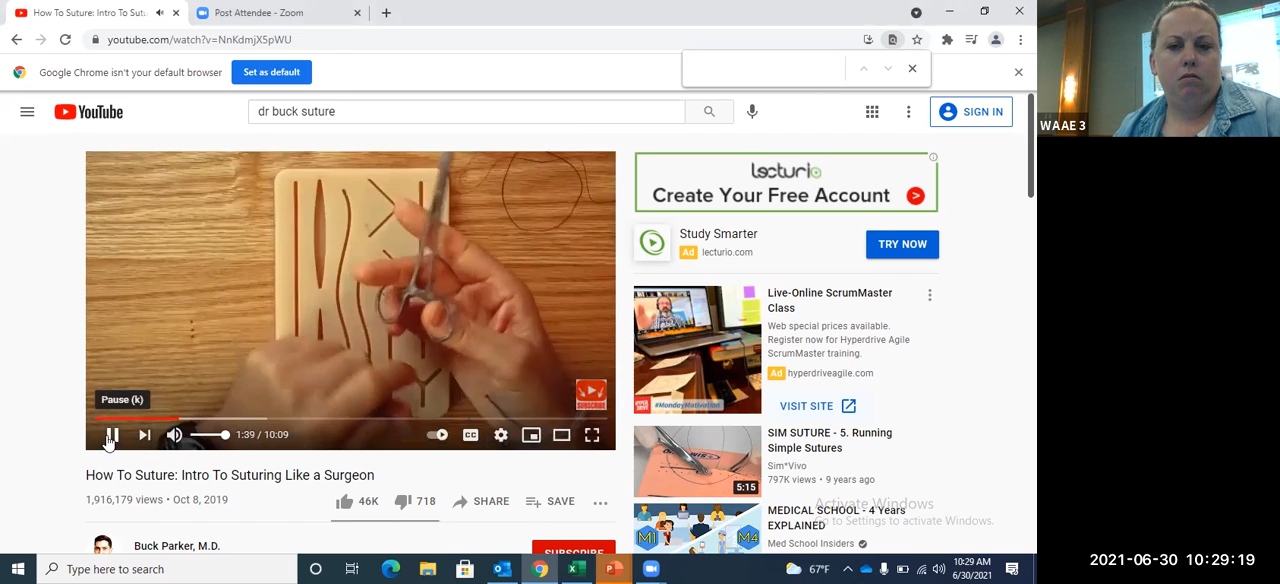 How To Suture: Intro To Sutu
Post Attendee - Zoom
youtube.com/watch?v=NnKdmjX5pWU
Google Chrome isn't your default browser
Set as default
YouTube
dr buck suture
SIGN IN
WAAE 3
lecturio
Create Your Free Account
Study Smarter
Ad lecturio.com
TRY NOW
Live-Online ScrumMaster
Class
Web special prices available.
Register now for Hyperdrive Agile
ScrumMaster training.
Ad hyperdriveagile.com
#MondayMotivation
VISIT SITE
SUBSCRIBE
Pause (k)
1:39 / 10:09
CC
SIM SUTURE - 5. Running
Simple Sutures
Sim*Vivo
797K views • 9 years ago
5:15
How To Suture: Intro To Suturing Like a Surgeon
1,916,179 views • Oct 8, 2019
46K
718
SHARE
SAVE
MEDICAL SCHOOL - 4 Years
EXPLAINED
Med School Insiders
M1
M4
Activate Windows
Go to Settings to activate Windows.
Buck Parker, M.D.
SUBSCRIBE
Type here to search
67°F
10:29 AM
6/30/2021
2021-06-30 10:29:19